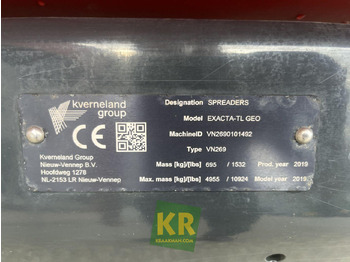 kverneland
group
Designation SPREADERS
Model EXACTA-TL GEO
MachineID VN2690101492
Type VN269
Kverneland Group
Nieuw-Vennep B.V.
Hoofdweg 1278
NL-2153 LR Nieuw-Vennep
Mass [kg]/[lbs] 695 / 1532 Prod. year 2019
Max. mass [kg]/[lbs] 4955 / 10924 Model year 2019
KR
KRAAKMAN.COM